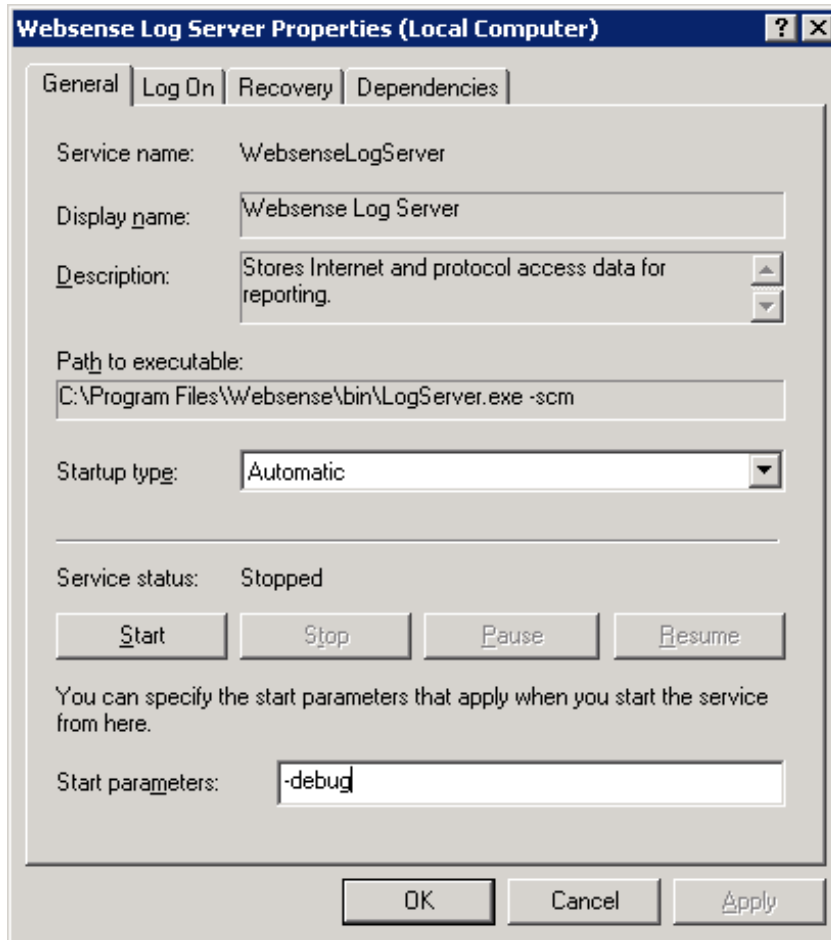 Websense Log Server Properties (Local Computer)
General Log On Recovery Dependencies
Service name: WebsenseLogServer
Display name: Websense Log Server
Description: Stores Internet and protocol access data for
reporting.
Path to executable:
C:\Program Files\Websense\bin\LogServer.exe -scm
Startup type: Automatic
Service status: Stopped
Start Stop Pause Resume
You can specify the start parameters that apply when you start the service
from here.
Start parameters: -debug
OK Cancel Apply